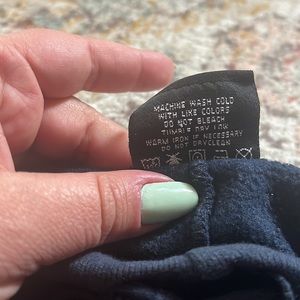 MACHINE WASH COLD
WITH LIKE COLORS
DO NOT BLEACH
TUMBLE DRY LOW
WARM IRON IF NECESSARY
DO NOT DRYCLEAN